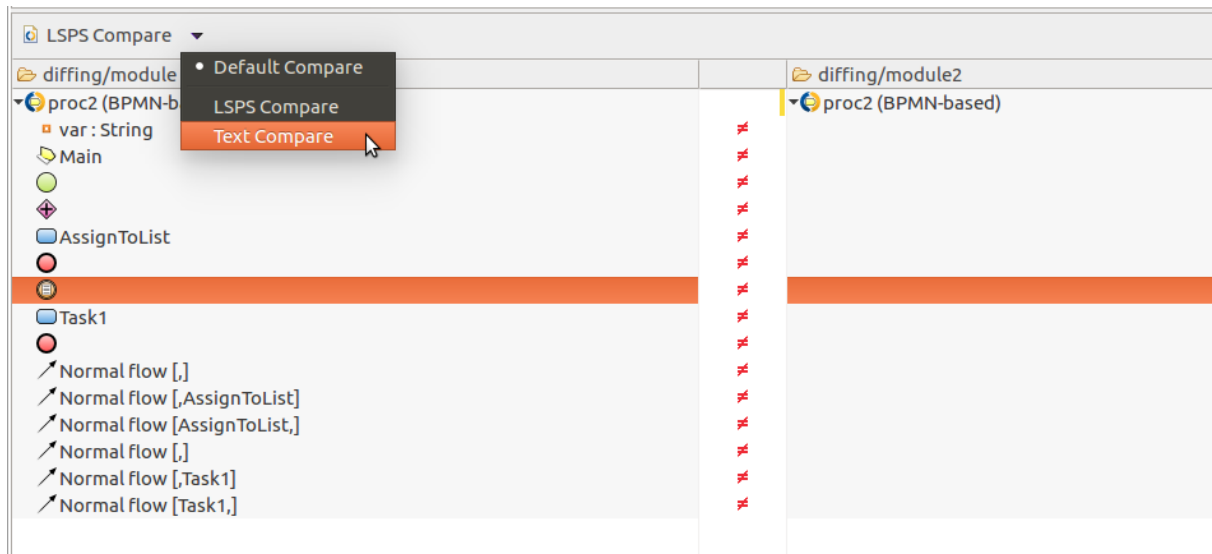 LSPS Compare
Default Compare
LSPS Compare
Text Compare
diffing/module
diffing/module2
proc2 (BPMN-b
proc2 (BPMN-based)
var : String
Main
AssignToList
Task1
Normal flow [,]
Normal flow [,AssignToList]
Normal flow [AssignToList,]
Normal flow [,]
Normal flow [,Task1]
Normal flow [Task1,]